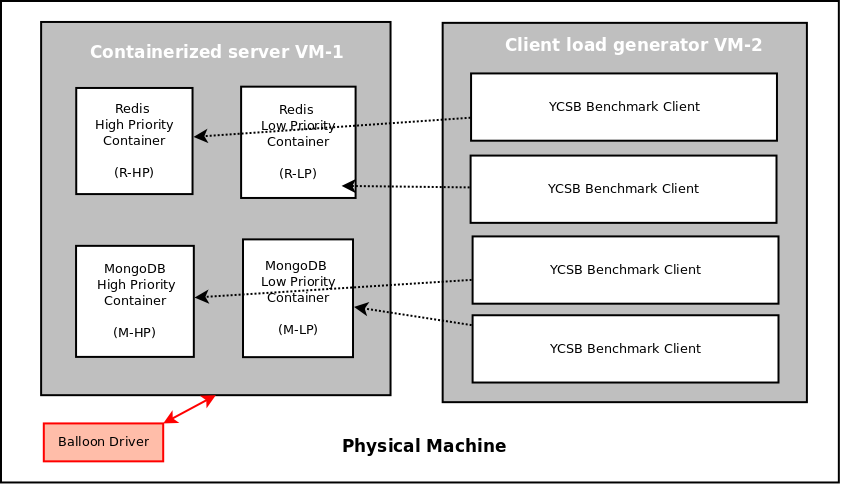 Containerized server VM-1
Client load generator VM-2
Redis
High Priority
Container
(R-HP)
Redis
Low Priority
Container
(R-LP)
YCSB Benchmark Client
YCSB Benchmark Client
MongoDB
High Priority
Container
(M-HP)
MongoDB
Low Priority
Container
(M-LP)
YCSB Benchmark Client
YCSB Benchmark Client
Balloon Driver
Physical Machine